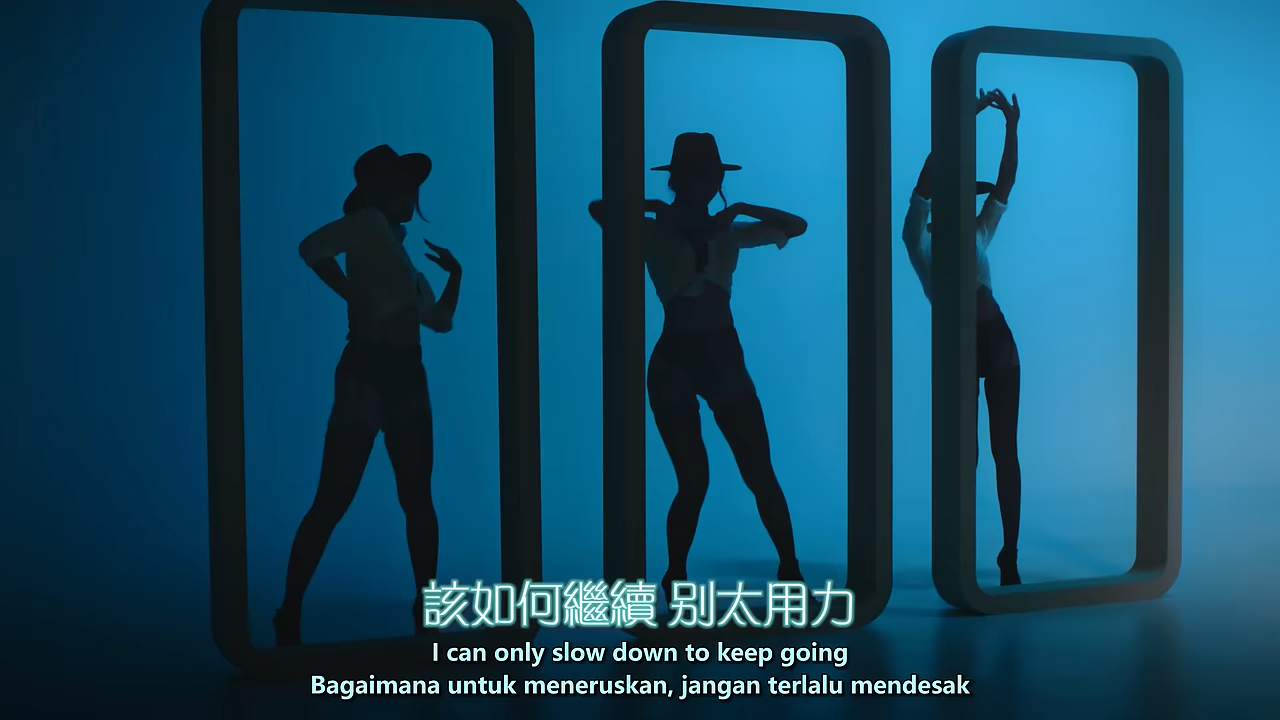 該如何繼續 別太用力
I can only slow down to keep going
Bagaimana untuk meneruskan, jangan terlalu mendesak